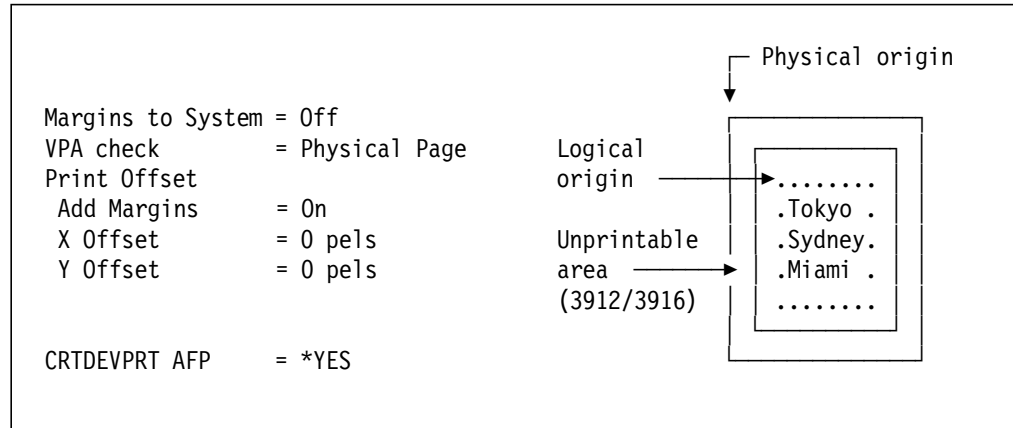 Physical origin
Margins to System = Off
VPA check = Physical Page
Print Offset
Add Margins = On
X Offset = 0 pels
Y Offset = 0 pels
CRTDEVPRT AFP = *YES
Logical
origin
Unprintable
area
(3912/3916)
........
.Tokyo .
.Sydney.
.Miami .
........